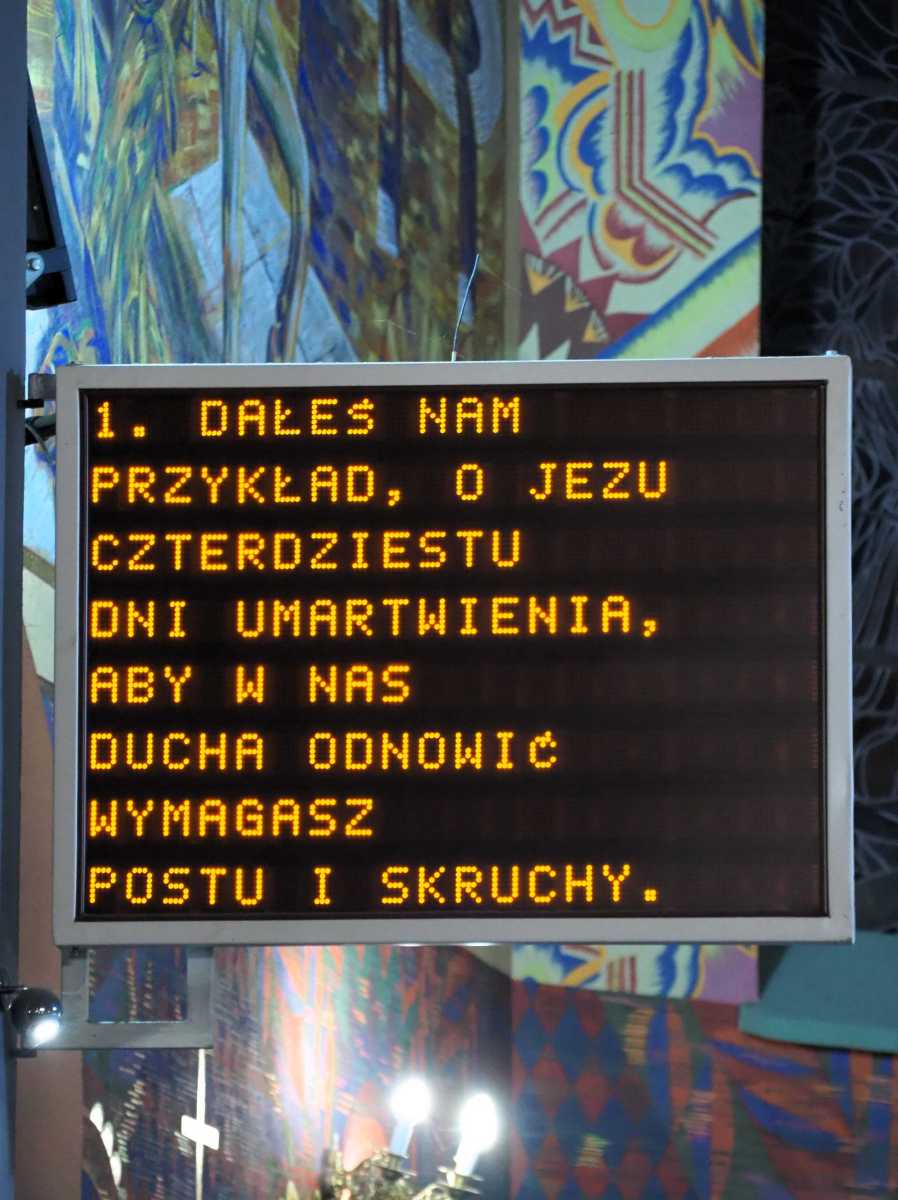 1. DAŁEŚ NAM
PRZYKŁAD, O JEZU
CZTERDZIESTU
DNI UMARTWIENIA,
ABY W NAS
DUCHA ODNOWIĆ
WYMAGASZ
POSTU I SKRUCHY.